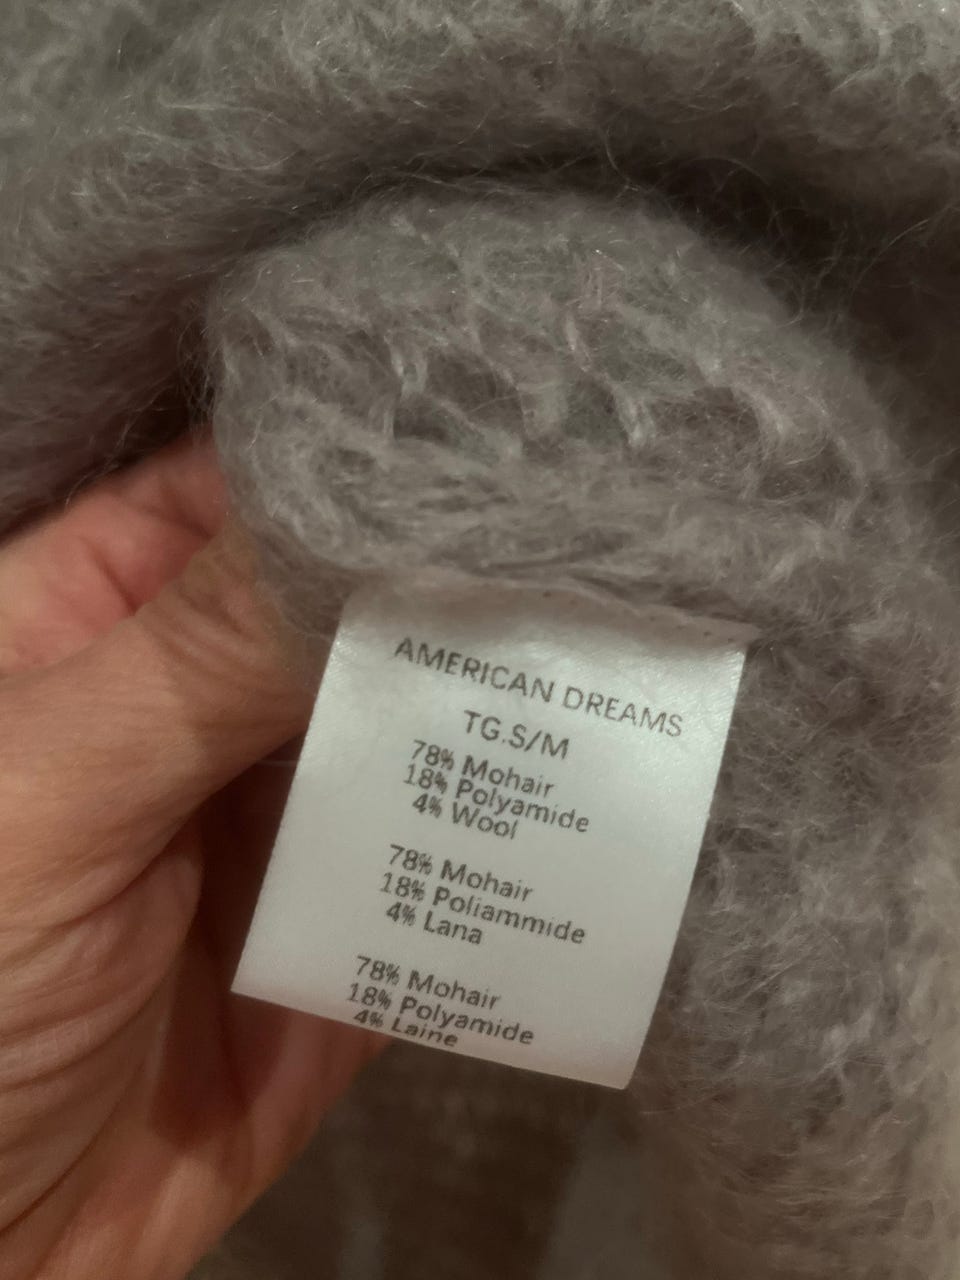 AMERICAN DREAMS
TG.S/M
78% Mohair
18% Polyamide
4% Wool
78% Mohair
18% Poliammide
4% Lana
78% Mohair
18% Polyamide
4% Laine